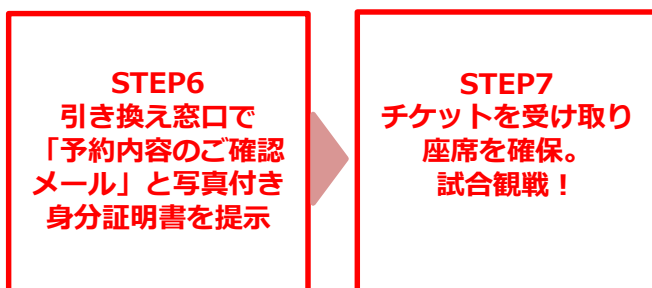 STEP6
引き換え窓口で
「予約内容のご確認
メール」と写真付き
身分証明書を提示
STEP7
チケットを受け取り
座席を確保。
試合観戦！